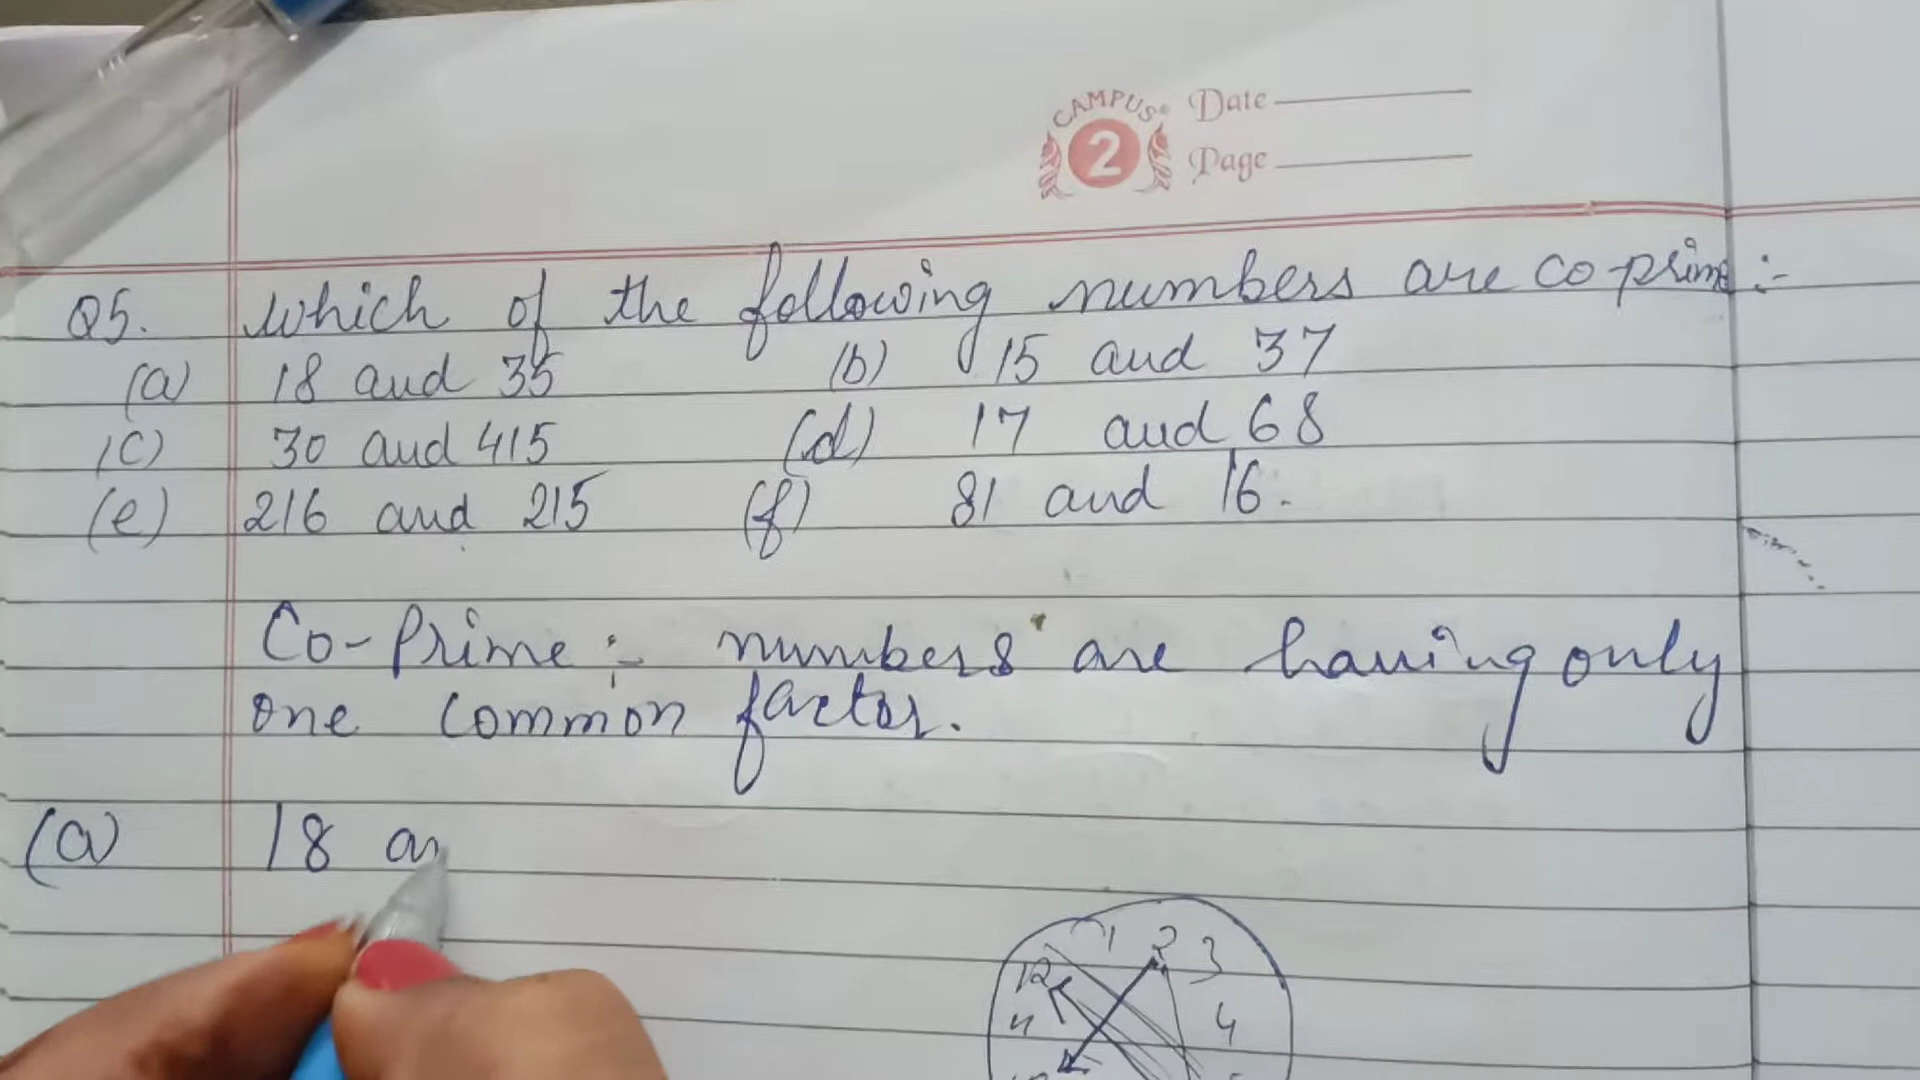 CAMPUS
2
Date
Page
Q5. which of the following numbers are co-prime :-
(a) 18 and 35 (b) 15 and 37
(c) 30 and 415 (d) 17 and 68
(e) 216 and 215 (f) 81 and 16.
Co-Prime :- numbers are having only
one common factor.
(a) 18 an
1 2 3
12
4